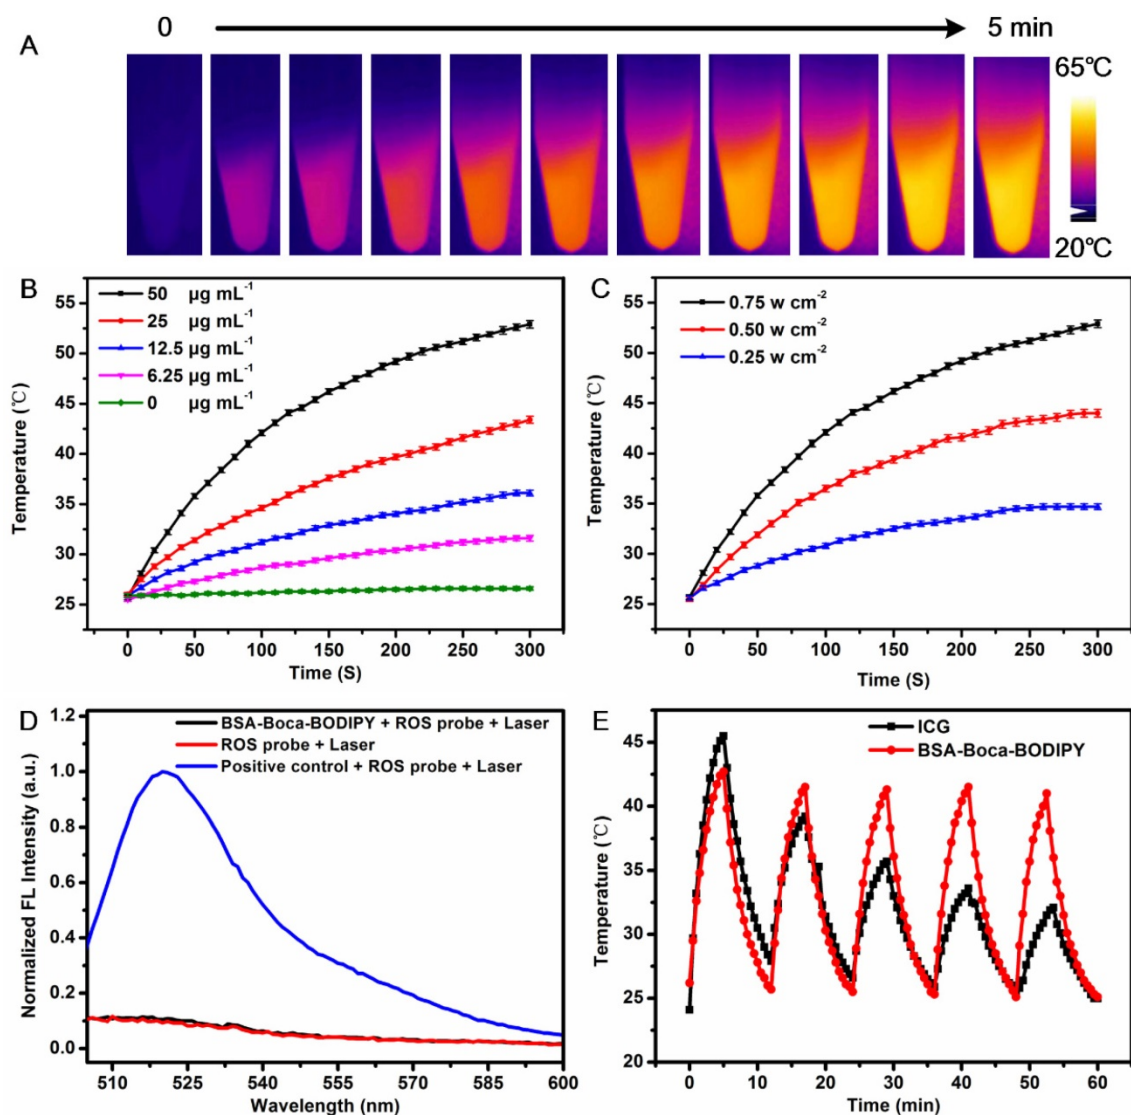 0
5 min
A
65℃
20℃
B
50 μg mL⁻¹
25 μg mL⁻¹
12.5 μg mL⁻¹
6.25 μg mL⁻¹
0 μg mL⁻¹
Temperature (℃)
55
50
45
40
35
30
25
0 50 100 150 200 250 300
Time (S)
C
0.75 w cm⁻²
0.50 w cm⁻²
0.25 w cm⁻²
Temperature (℃)
55
50
45
40
35
30
25
0 50 100 150 200 250 300
Time (S)
D
BSA-Boca-BODIPY + ROS probe + Laser
ROS probe + Laser
Positive control + ROS probe + Laser
Normalized FL Intensity (a.u.)
1.2
1.0
0.8
0.6
0.4
0.2
0.0
510 525 540 555 570 585 600
Wavelength (nm)
E
ICG
BSA-Boca-BODIPY
Temperature (℃)
45
40
35
30
25
20
0 10 20 30 40 50 60
Time (min)